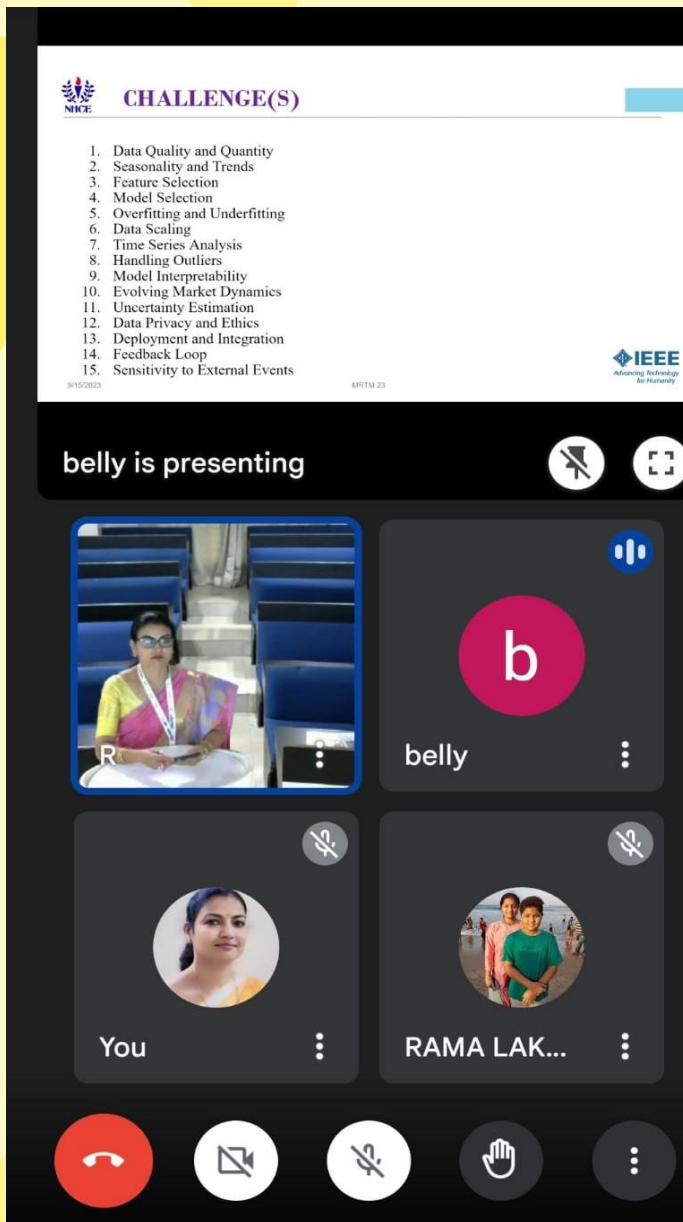 NHCE
CHALLENGE(S)
1. Data Quality and Quantity
2. Seasonality and Trends
3. Feature Selection
4. Model Selection
5. Overfitting and Underfitting
6. Data Scaling
7. Time Series Analysis
8. Handling Outliers
9. Model Interpretability
10. Evolving Market Dynamics
11. Uncertainty Estimation
12. Data Privacy and Ethics
13. Deployment and Integration
14. Feedback Loop
15. Sensitivity to External Events
9/15/2023
MRTM 23
IEEE
Advancing Technology
for Humanity
belly is presenting
R
b
belly
You
RAMA LAK...